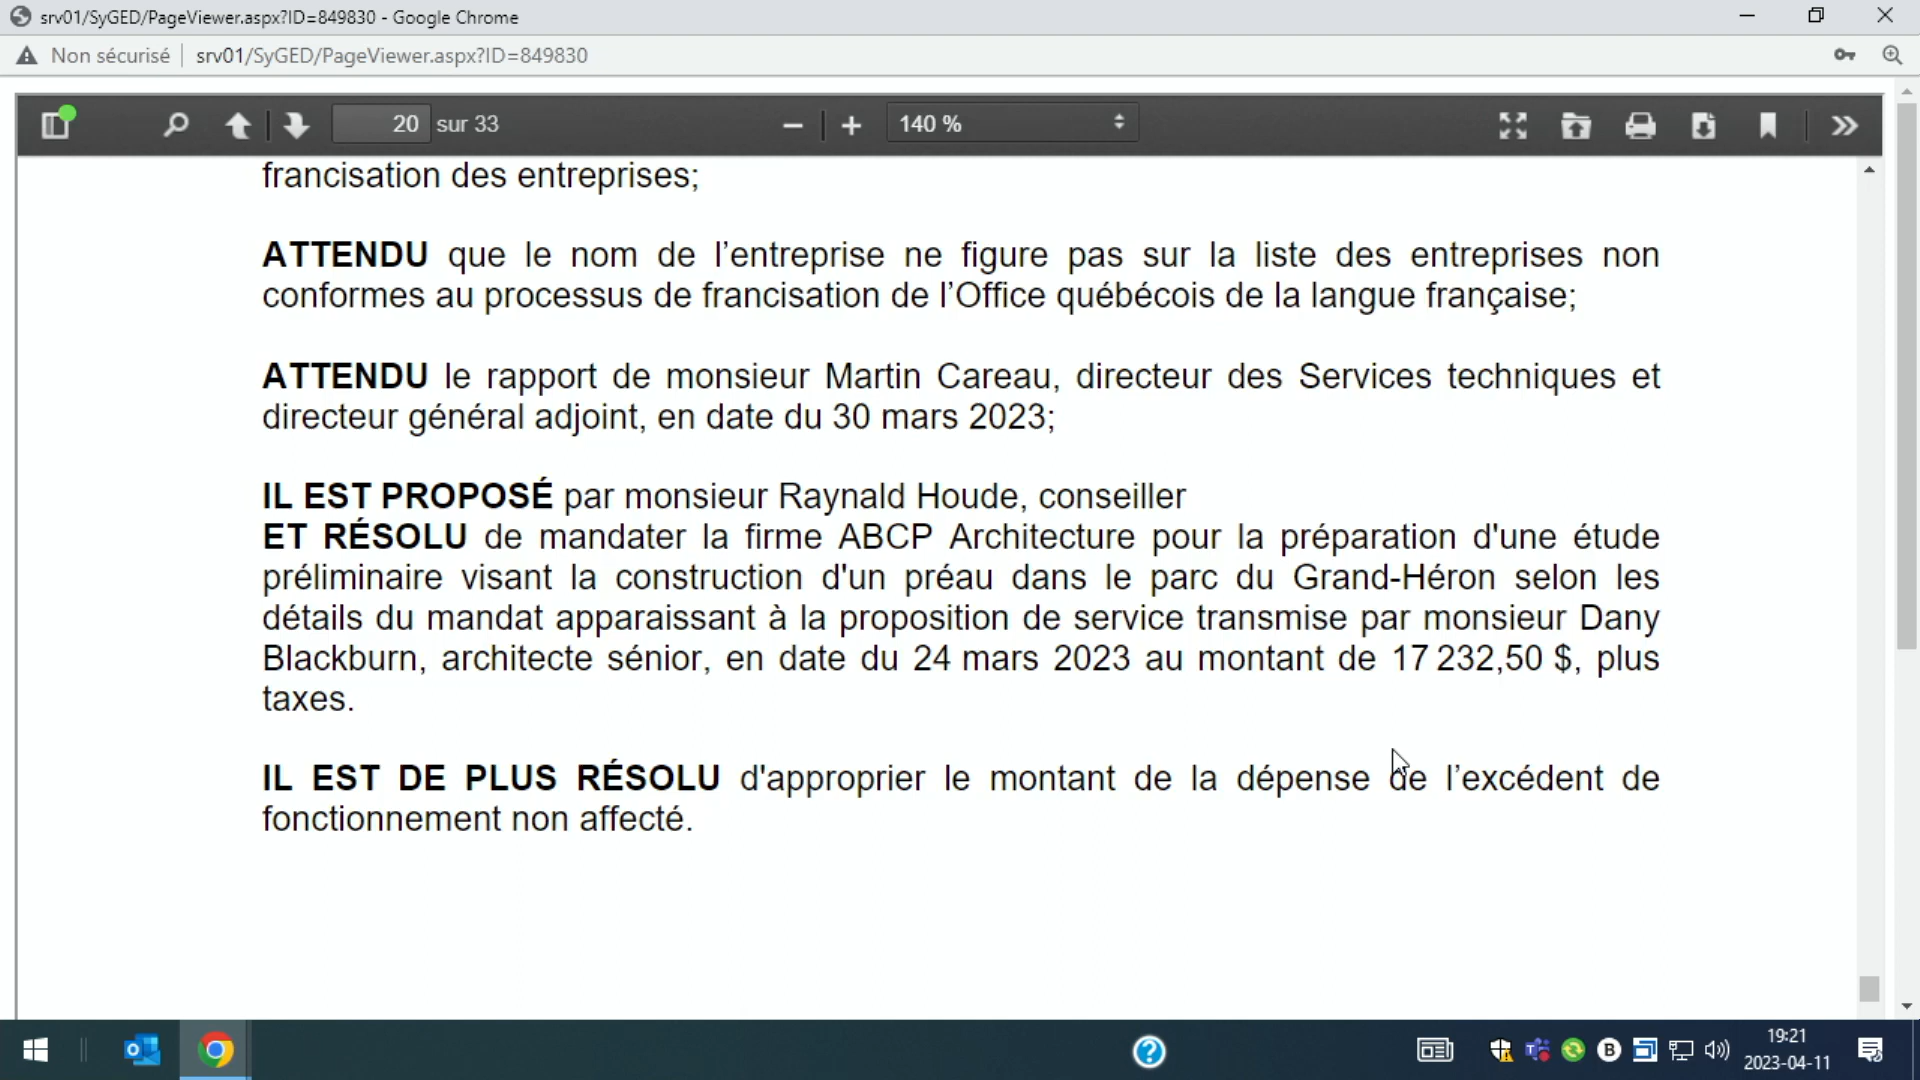 srv01/SyGED/PageViewer.aspx?ID=849830 - Google Chrome
Non sécurisé srv01/SyGED/PageViewer.aspx?ID=849830
20 sur 33 140 %
francisation des entreprises;
ATTENDU que le nom de l’entreprise ne figure pas sur la liste des entreprises non
conformes au processus de francisation de l’Office québécois de la langue française;
ATTENDU le rapport de monsieur Martin Careau, directeur des Services techniques et
directeur général adjoint, en date du 30 mars 2023;
IL EST PROPOSÉ par monsieur Raynald Houde, conseiller
ET RÉSOLU de mandater la firme ABCP Architecture pour la préparation d'une étude
préliminaire visant la construction d'un préau dans le parc du Grand-Héron selon les
détails du mandat apparaissant à la proposition de service transmise par monsieur Dany
Blackburn, architecte sénior, en date du 24 mars 2023 au montant de 17 232,50 $, plus
taxes.
IL EST DE PLUS RÉSOLU d'approprier le montant de la dépense de l’excédent de
fonctionnement non affecté.
19:21
2023-04-11